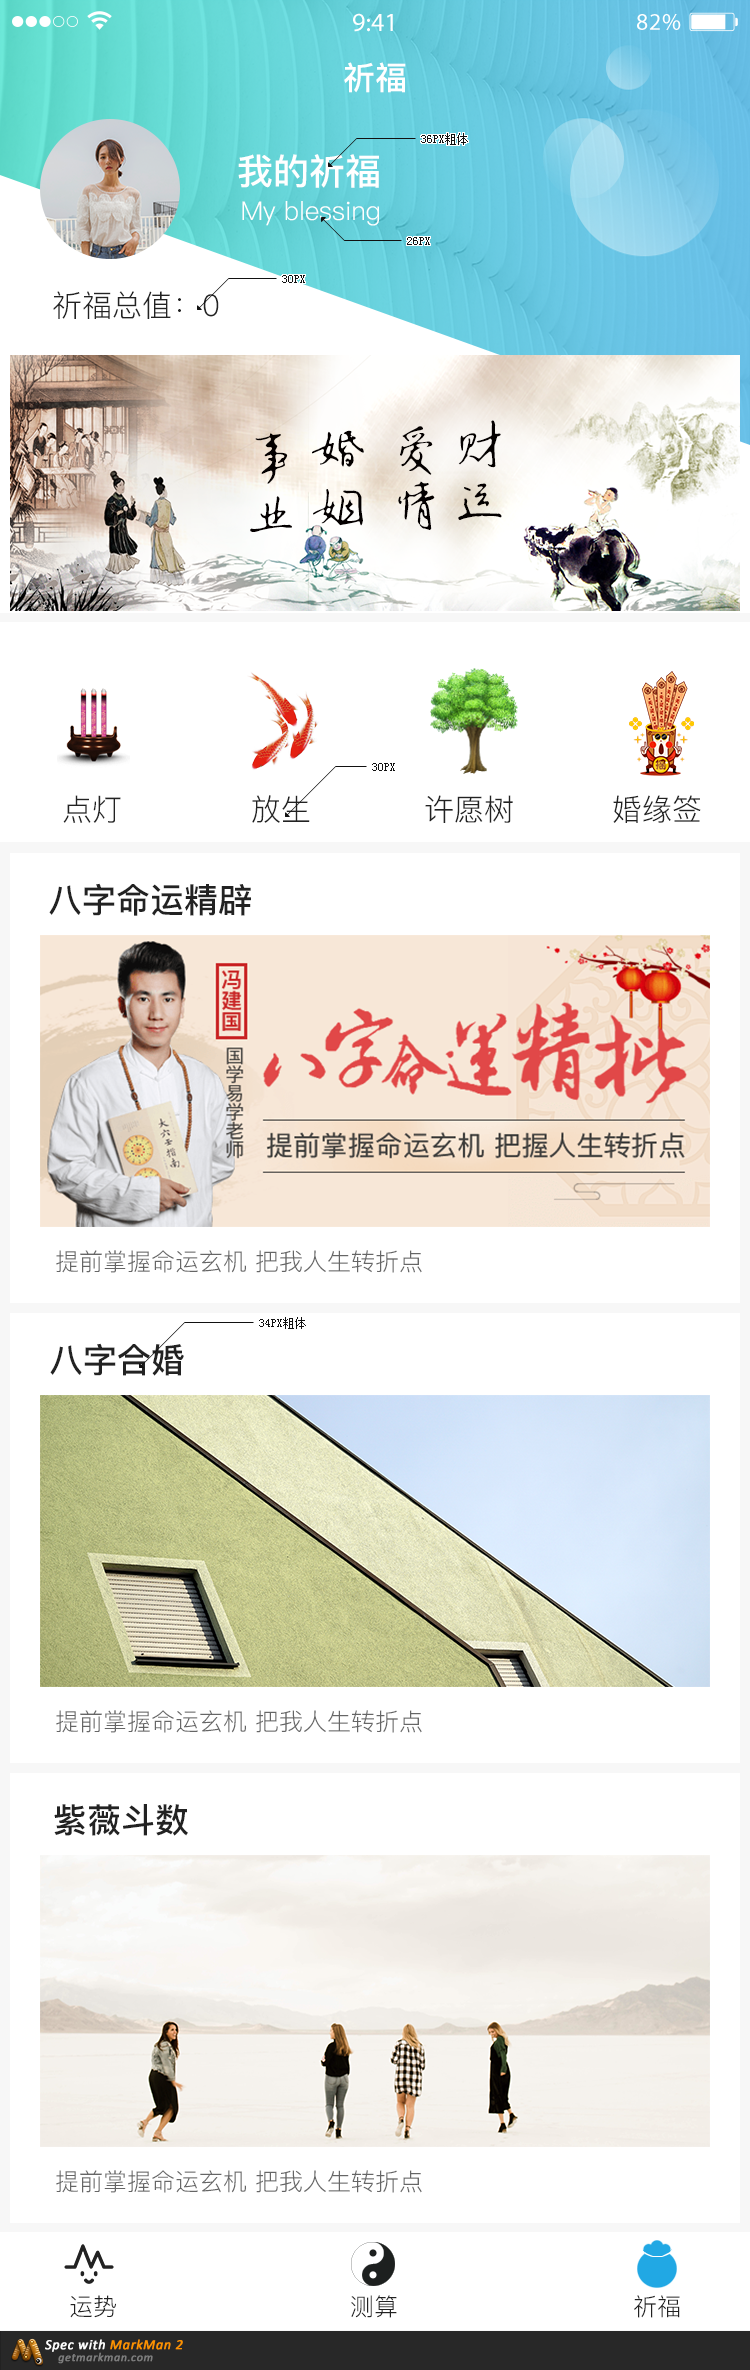 9:41
82%
祈福
36PX粗体
我的祈福
My blessing
26PX
30PX
祈福总值：0
事 婚 爱 财
业 姻 情 运
30PX
点灯
放生
许愿树
婚缘签
八字命运精辟
冯建国
国学易学老师
八字命運精批
提前掌握命运玄机 把握人生转折点
大六壬指南
提前掌握命运玄机 把我人生转折点
34PX粗体
八字合婚
提前掌握命运玄机 把我人生转折点
紫薇斗数
提前掌握命运玄机 把我人生转折点
运势
测算
祈福
Spec with MarkMan 2
getmarkman.com